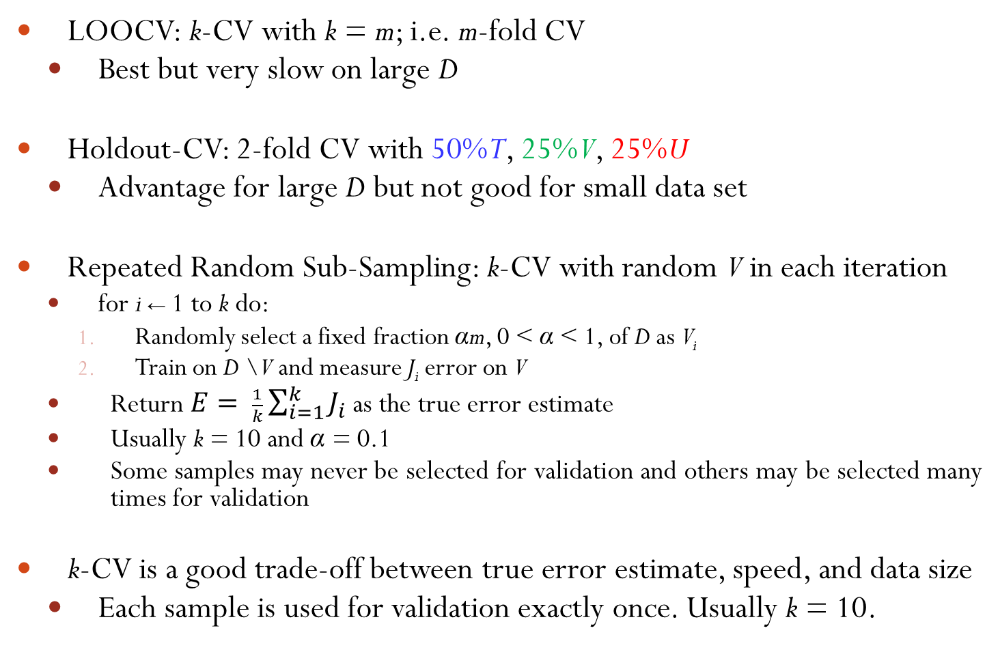 • LOOCV: k-CV with k = m; i.e. m-fold CV
• Best but very slow on large D
• Holdout-CV: 2-fold CV with 50%T, 25%V, 25%U
• Advantage for large D but not good for small data set
• Repeated Random Sub-Sampling: k-CV with random V in each iteration
• for i ← 1 to k do:
1. Randomly select a fixed fraction αm, 0 < α < 1, of D as V_i
2. Train on D \ V and measure J_i error on V
• Return E = \frac{1}{k} \sum_{i=1}^{k} J_i as the true error estimate
• Usually k = 10 and α = 0.1
• Some samples may never be selected for validation and others may be selected many
times for validation
• k-CV is a good trade-off between true error estimate, speed, and data size
• Each sample is used for validation exactly once. Usually k = 10.